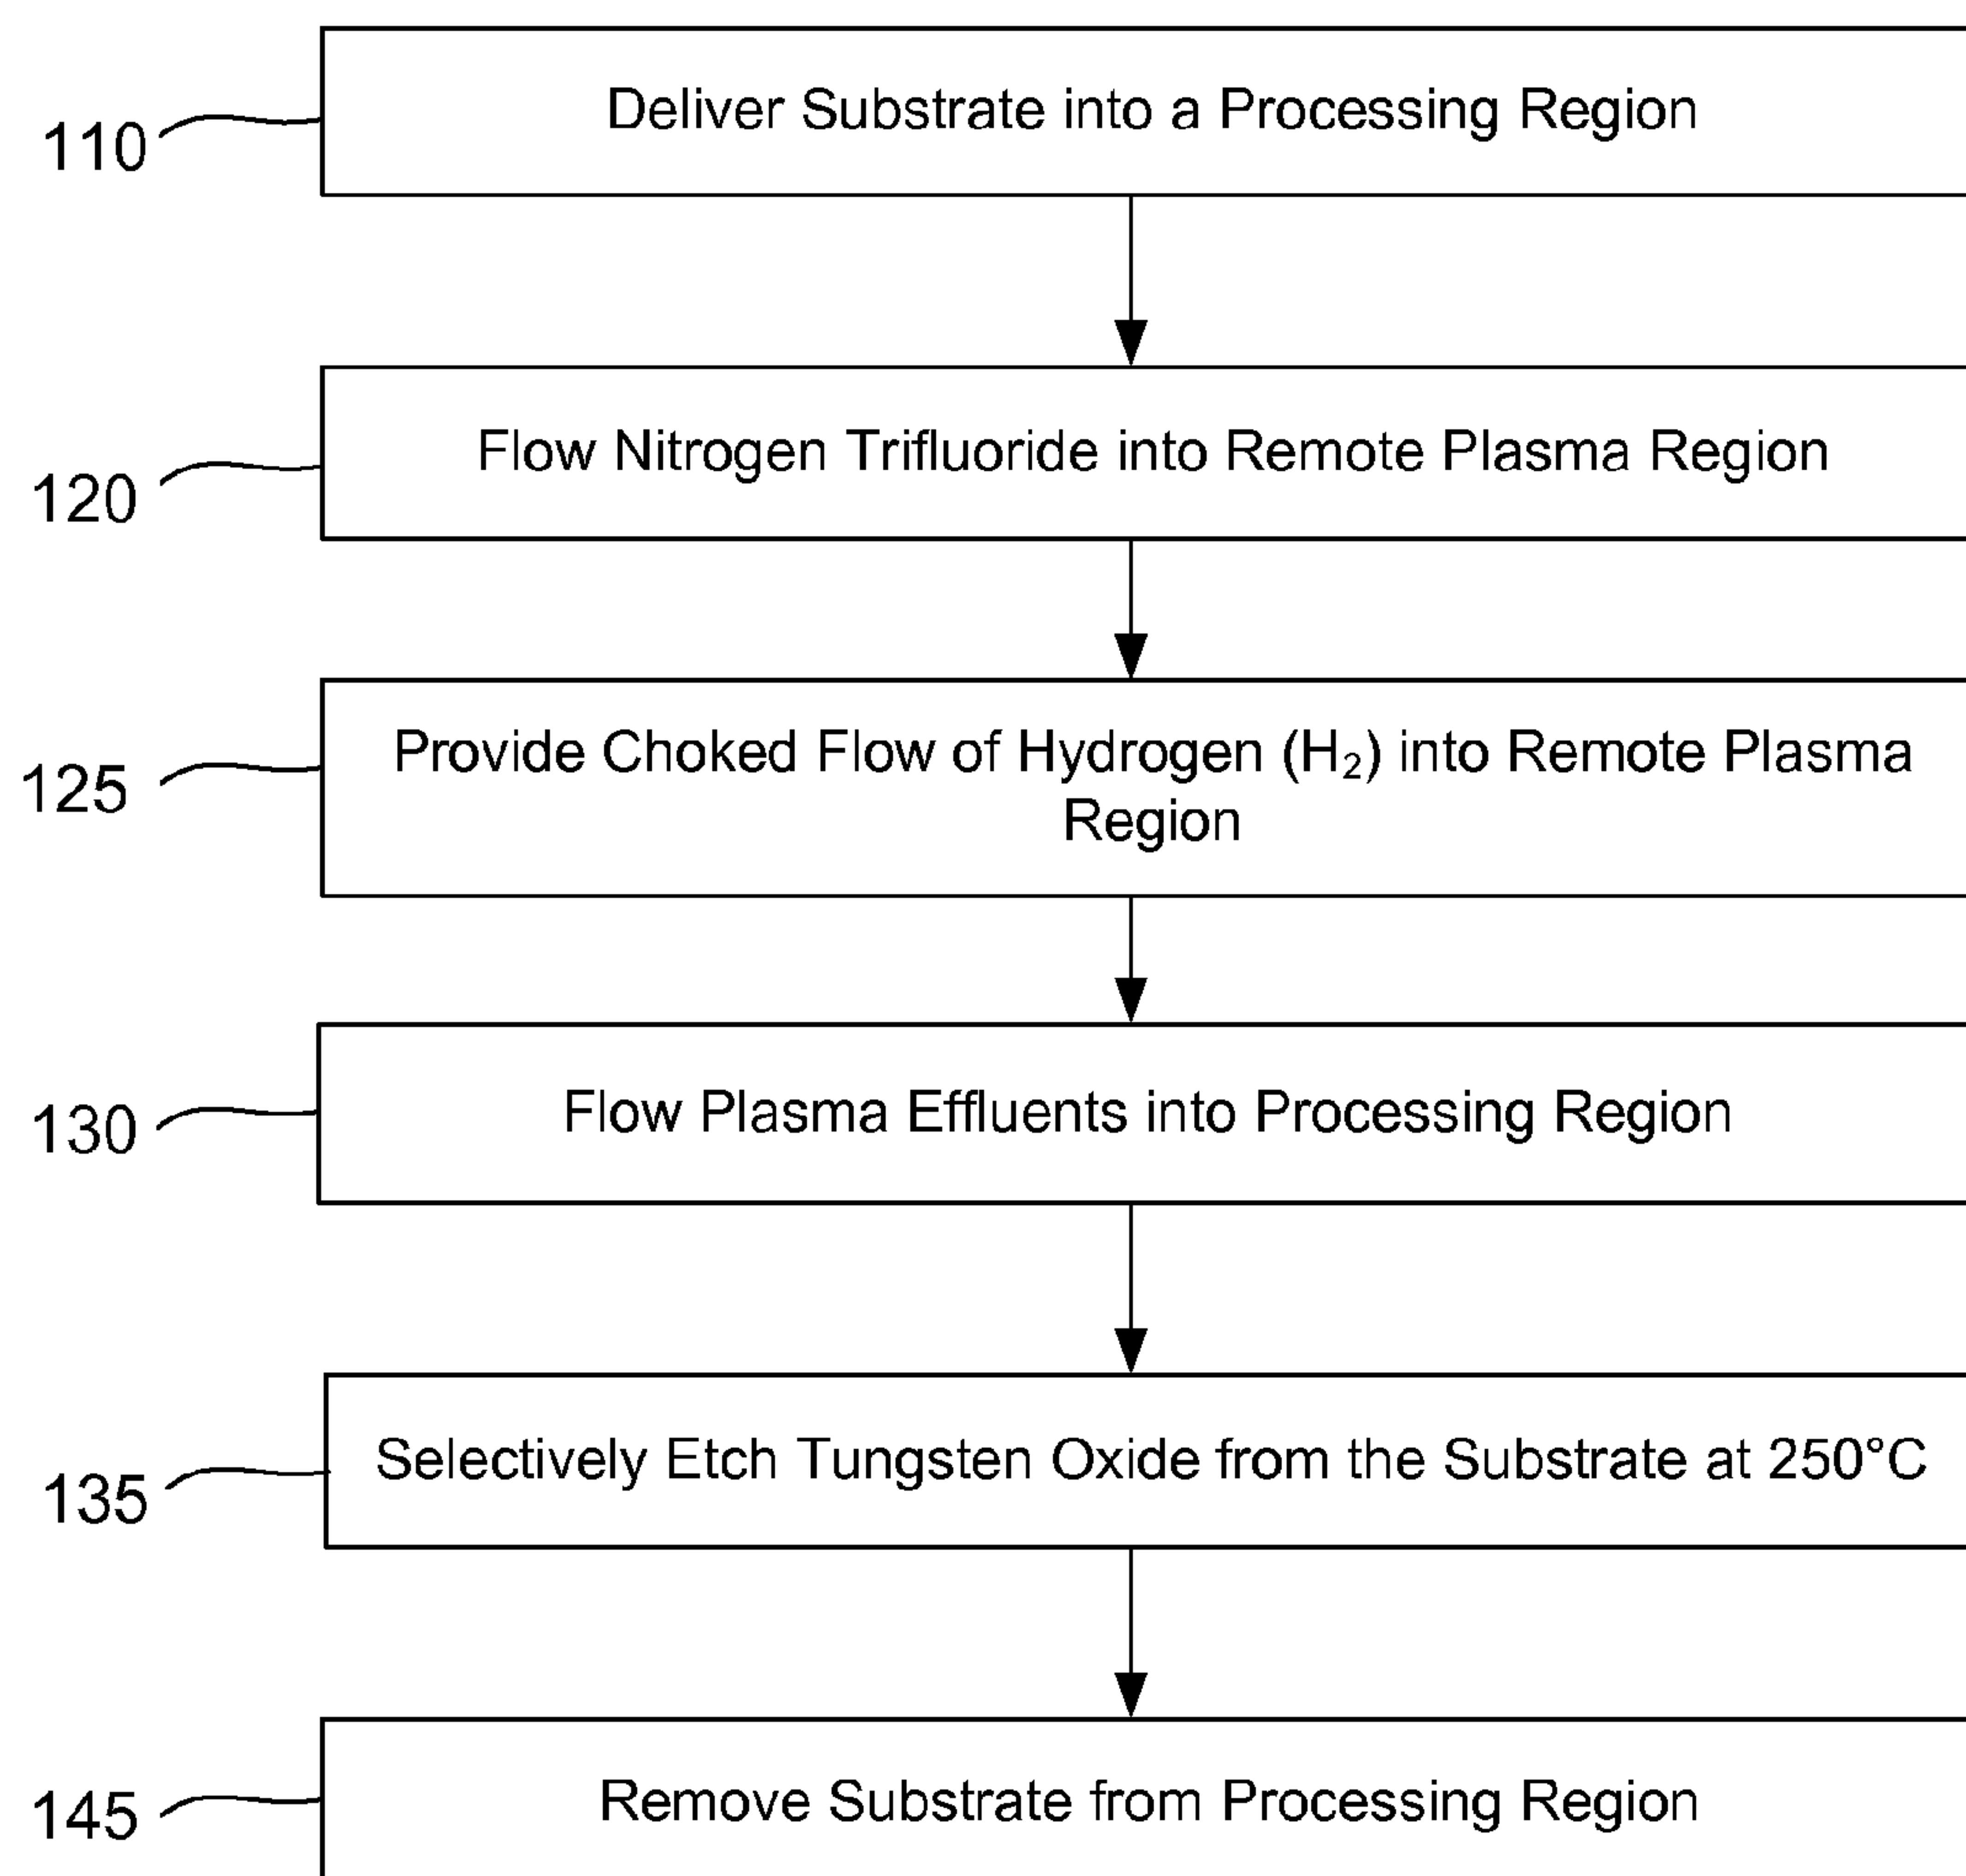 110
Deliver Substrate into a Processing Region
120
Flow Nitrogen Trifluoride into Remote Plasma Region
125
Provide Choked Flow of Hydrogen (H₂) into Remote Plasma
Region
130
Flow Plasma Effluents into Processing Region
135
Selectively Etch Tungsten Oxide from the Substrate at 250°C
145
Remove Substrate from Processing Region